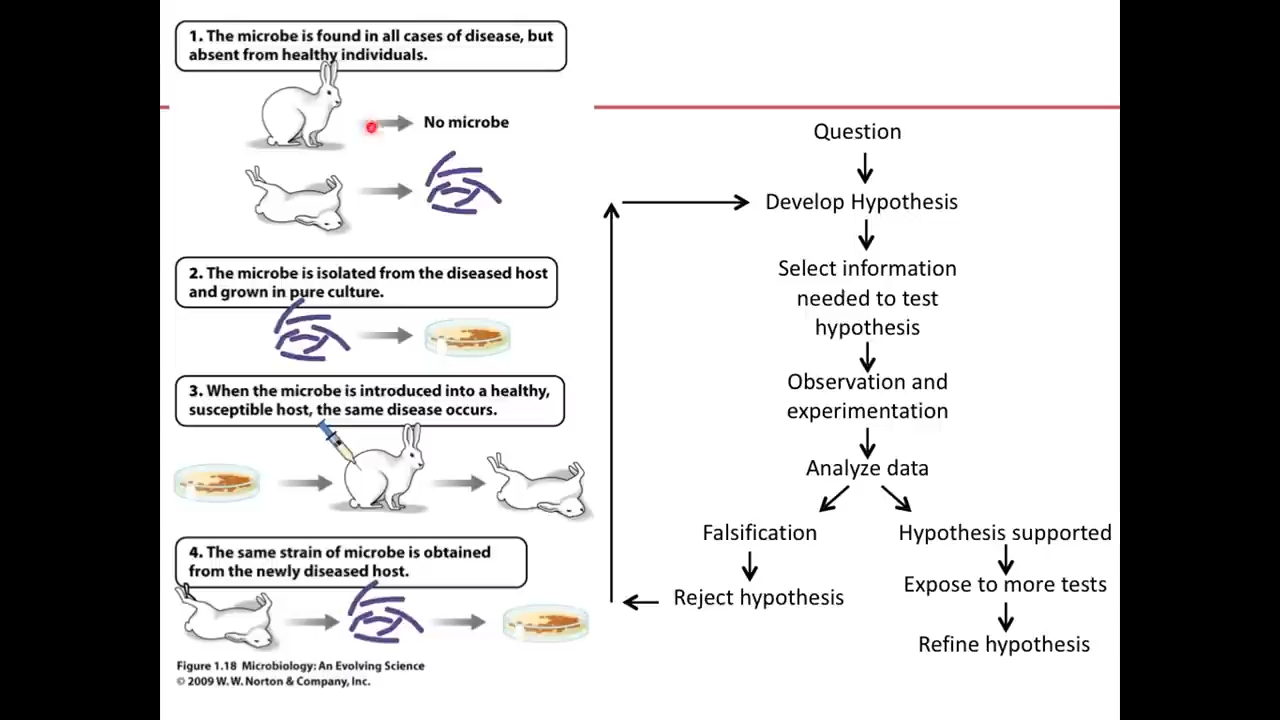 1. The microbe is found in all cases of disease, but
absent from healthy individuals.
No microbe
2. The microbe is isolated from the diseased host
and grown in pure culture.
3. When the microbe is introduced into a healthy,
susceptible host, the same disease occurs.
4. The same strain of microbe is obtained
from the newly diseased host.
Figure 1.18 Microbiology: An Evolving Science
© 2009 W. W. Norton & Company, Inc.
Question
Develop Hypothesis
Select information
needed to test
hypothesis
Observation and
experimentation
Analyze data
Falsification
Reject hypothesis
Hypothesis supported
Expose to more tests
Refine hypothesis